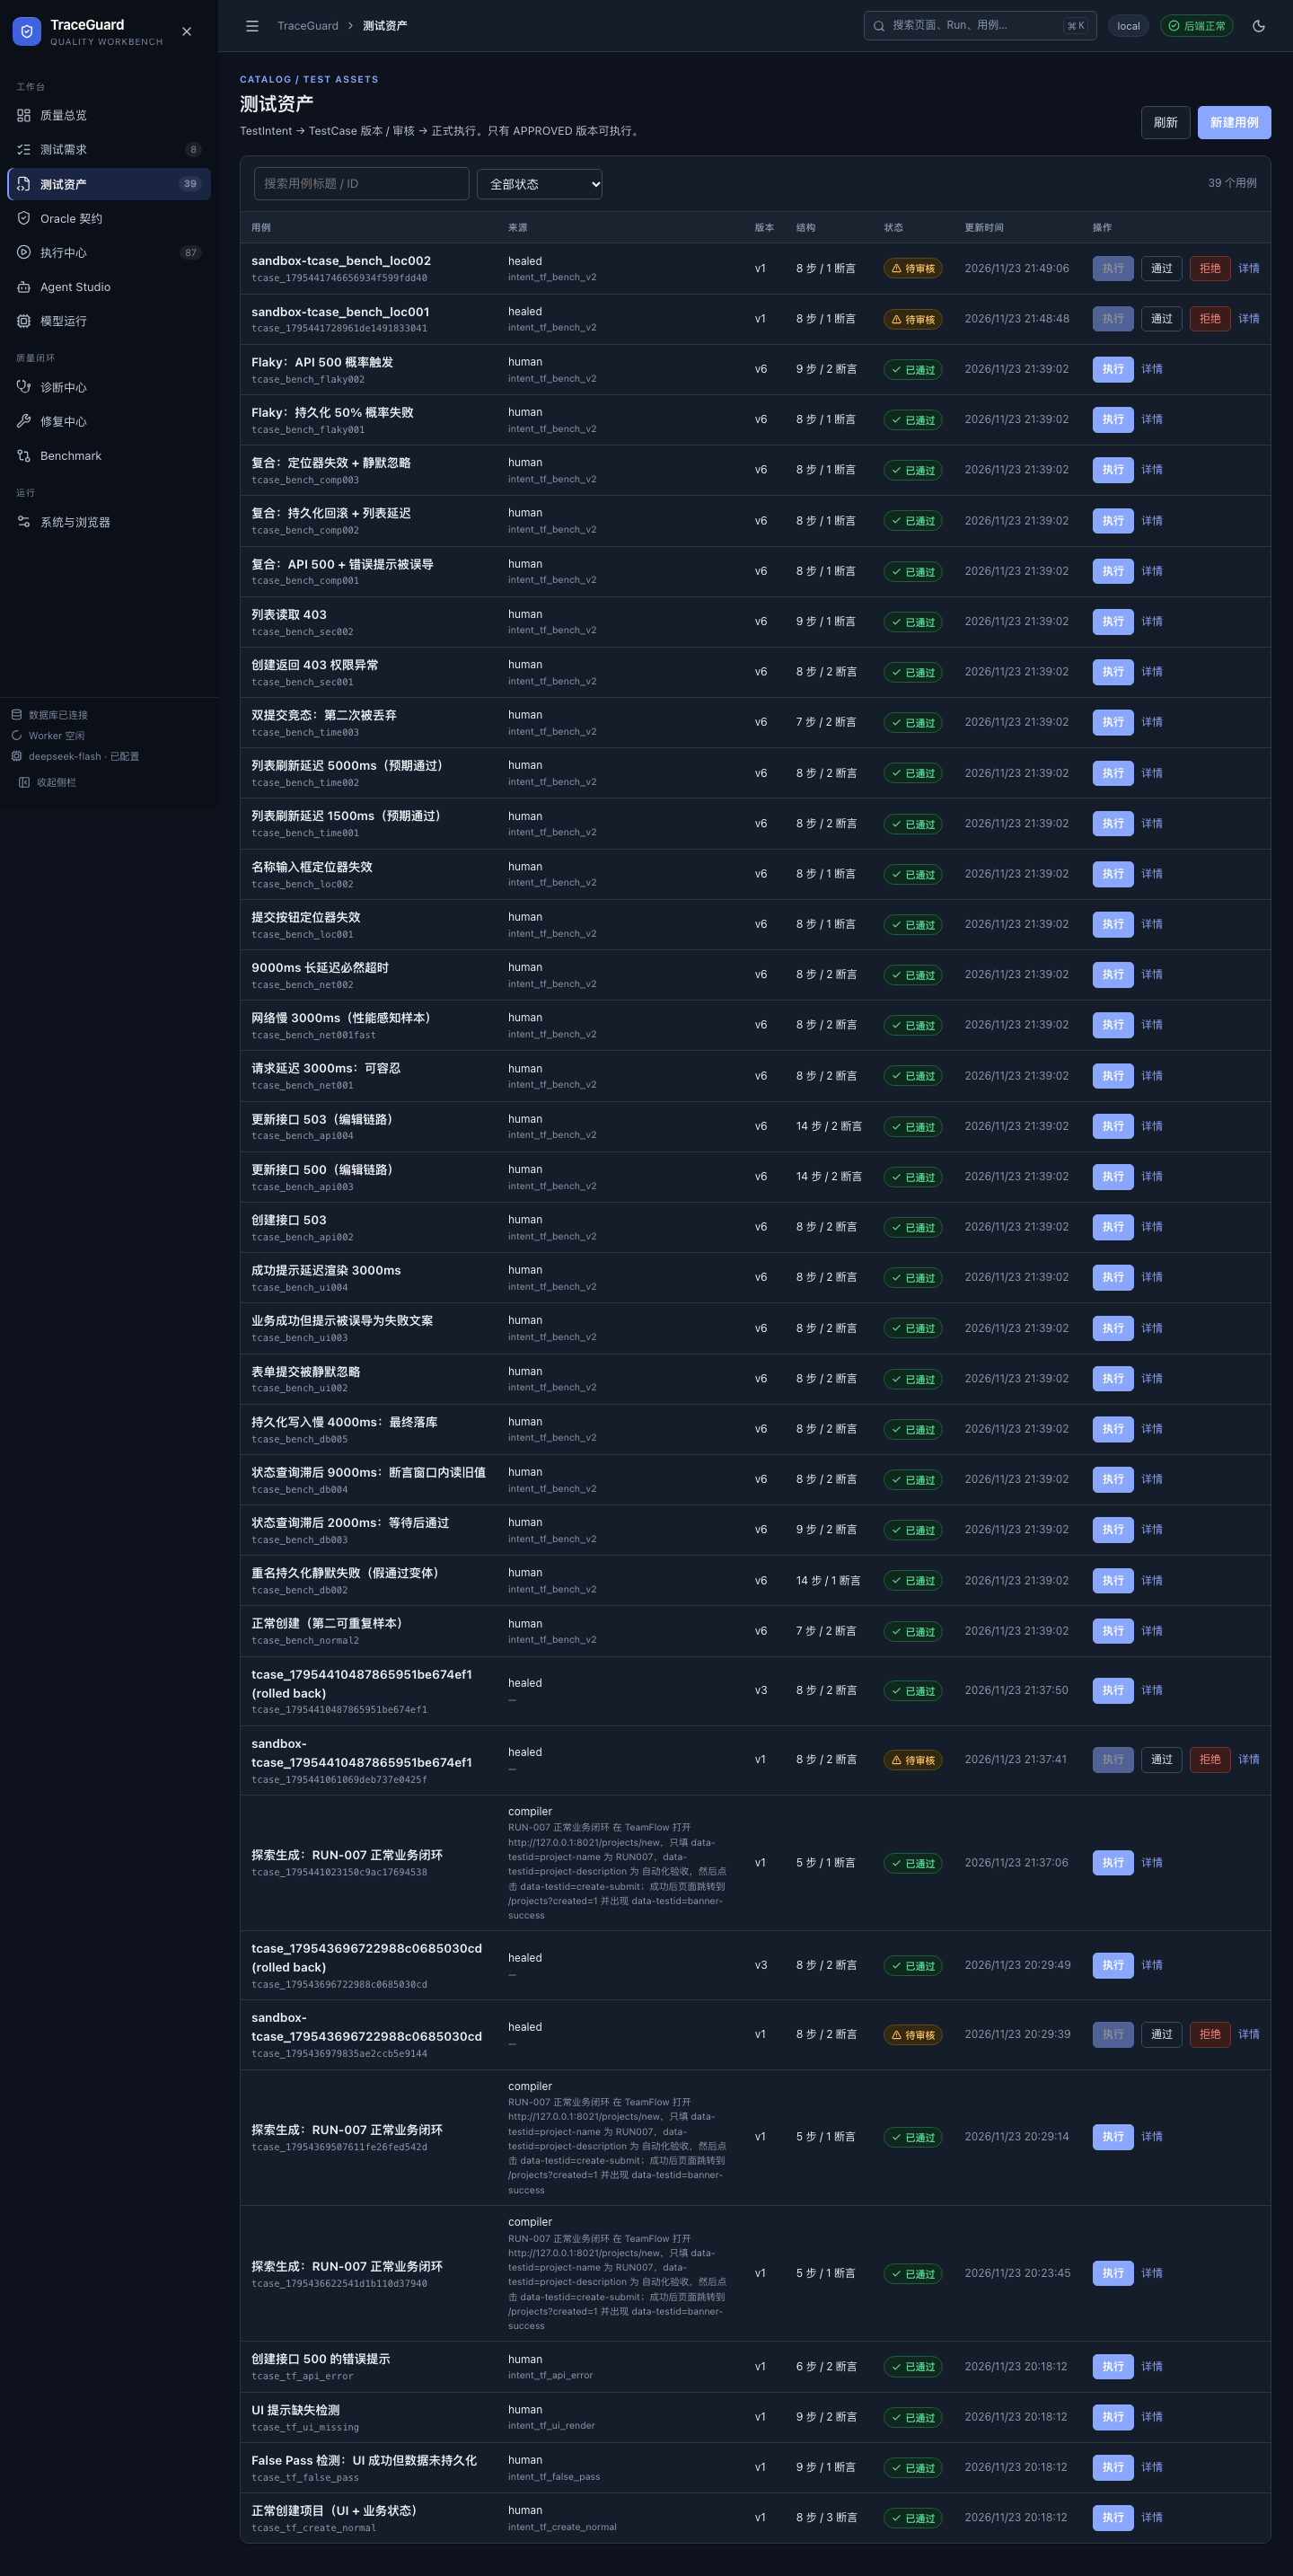 TraceGuard
QUALITY WORKBENCH
工作台
质量总览
测试需求 8
测试资产 39
Oracle 契约
执行中心 87
Agent Studio
模型运行
质量闭环
诊断中心
修复中心
Benchmark
运行
系统与浏览器
数据库已连接
Worker 空闲
deepseek-flash · 已配置
收起侧栏
TraceGuard > 测试资产
搜索页面、Run、用例... ⌘K
local
后端正常
CATALOG / TEST ASSETS
测试资产
TestIntent → TestCase 版本 / 审核 → 正式执行。只有 APPROVED 版本可执行。
刷新 新建用例
搜索用例标题 / ID 全部状态 39 个用例
用例 来源 版本 结构 状态 更新时间 操作
sandbox-tcase_bench_loc002 healed v1 8 步 / 1 断言 待审核 2026/11/23 21:49:06 执行 通过 拒绝 详情
tcase_1795441746656934f599fdd40 intent_tf_bench_v2
sandbox-tcase_bench_loc001 healed v1 8 步 / 1 断言 待审核 2026/11/23 21:48:48 执行 通过 拒绝 详情
tcase_1795441728961de1491833041 intent_tf_bench_v2
Flaky：API 500 概率触发 human v6 9 步 / 2 断言 已通过 2026/11/23 21:39:02 执行 详情
tcase_bench_flaky002 intent_tf_bench_v2
Flaky：持久化 50% 概率失败 human v6 8 步 / 1 断言 已通过 2026/11/23 21:39:02 执行 详情
tcase_bench_flaky001 intent_tf_bench_v2
复合：定位器失效 + 静默忽略 human v6 8 步 / 1 断言 已通过 2026/11/23 21:39:02 执行 详情
tcase_bench_comp003 intent_tf_bench_v2
复合：持久化回滚 + 列表延迟 human v6 8 步 / 1 断言 已通过 2026/11/23 21:39:02 执行 详情
tcase_bench_comp002 intent_tf_bench_v2
复合：API 500 + 错误提示被误导 human v6 8 步 / 1 断言 已通过 2026/11/23 21:39:02 执行 详情
tcase_bench_comp001 intent_tf_bench_v2
列表读取 403 human v6 9 步 / 1 断言 已通过 2026/11/23 21:39:02 执行 详情
tcase_bench_sec002 intent_tf_bench_v2
创建返回 403 权限异常 human v6 8 步 / 2 断言 已通过 2026/11/23 21:39:02 执行 详情
tcase_bench_sec001 intent_tf_bench_v2
双提交竞态：第二次被丢弃 human v6 7 步 / 2 断言 已通过 2026/11/23 21:39:02 执行 详情
tcase_bench_time003 intent_tf_bench_v2
列表刷新延迟 5000ms（预期通过） human v6 8 步 / 2 断言 已通过 2026/11/23 21:39:02 执行 详情
tcase_bench_time002 intent_tf_bench_v2
列表刷新延迟 1500ms（预期通过） human v6 8 步 / 2 断言 已通过 2026/11/23 21:39:02 执行 详情
tcase_bench_time001 intent_tf_bench_v2
名称输入框定位器失效 human v6 8 步 / 1 断言 已通过 2026/11/23 21:39:02 执行 详情
tcase_bench_loc002 intent_tf_bench_v2
提交按钮定位器失效 human v6 8 步 / 1 断言 已通过 2026/11/23 21:39:02 执行 详情
tcase_bench_loc001 intent_tf_bench_v2
9000ms 长延迟必然超时 human v6 8 步 / 2 断言 已通过 2026/11/23 21:39:02 执行 详情
tcase_bench_net002 intent_tf_bench_v2
网络慢 3000ms（性能感知样本） human v6 8 步 / 2 断言 已通过 2026/11/23 21:39:02 执行 详情
tcase_bench_net001fast intent_tf_bench_v2
请求延迟 3000ms：可容忍 human v6 8 步 / 2 断言 已通过 2026/11/23 21:39:02 执行 详情
tcase_bench_net001 intent_tf_bench_v2
更新接口 503（编辑链路） human v6 14 步 / 2 断言 已通过 2026/11/23 21:39:02 执行 详情
tcase_bench_api004 intent_tf_bench_v2
更新接口 500（编辑链路） human v6 14 步 / 2 断言 已通过 2026/11/23 21:39:02 执行 详情
tcase_bench_api003 intent_tf_bench_v2
创建接口 503 human v6 8 步 / 2 断言 已通过 2026/11/23 21:39:02 执行 详情
tcase_bench_api002 intent_tf_bench_v2
成功提示延迟渲染 3000ms human v6 8 步 / 2 断言 已通过 2026/11/23 21:39:02 执行 详情
tcase_bench_ui004 intent_tf_bench_v2
业务成功但提示被误导为失败文案 human v6 8 步 / 2 断言 已通过 2026/11/23 21:39:02 执行 详情
tcase_bench_ui003 intent_tf_bench_v2
表单提交被静默忽略 human v6 8 步 / 2 断言 已通过 2026/11/23 21:39:02 执行 详情
tcase_bench_ui002 intent_tf_bench_v2
持久化写入慢 4000ms：最终落库 human v6 8 步 / 2 断言 已通过 2026/11/23 21:39:02 执行 详情
tcase_bench_db005 intent_tf_bench_v2
状态查询滞后 9000ms：断言窗口内读旧值 human v6 8 步 / 2 断言 已通过 2026/11/23 21:39:02 执行 详情
tcase_bench_db004 intent_tf_bench_v2
状态查询滞后 2000ms：等待后通过 human v6 9 步 / 2 断言 已通过 2026/11/23 21:39:02 执行 详情
tcase_bench_db003 intent_tf_bench_v2
重名持久化静默失败（假通过变体） human v6 14 步 / 1 断言 已通过 2026/11/23 21:39:02 执行 详情
tcase_bench_db002 intent_tf_bench_v2
正常创建（第二可重复样本） human v6 7 步 / 2 断言 已通过 2026/11/23 21:39:02 执行 详情
tcase_bench_normal2 intent_tf_bench_v2
tcase_17954410487865951be674ef1
(rolled back) healed v3 8 步 / 2 断言 已通过 2026/11/23 21:37:50 执行 详情
tcase_17954410487865951be674ef1 —
sandbox-
tcase_17954410487865951be674ef1 healed v1 8 步 / 2 断言 待审核 2026/11/23 21:37:41 执行 通过 拒绝 详情
tcase_1795441061069deb737e0425f —
compiler
RUN-007 正常业务闭环 在 TeamFlow 打开
http://127.0.0.1:8021/projects/new，只填 data-
testid=project-name 为 RUN007，data-
探索生成：RUN-007 正常业务闭环 v1 5 步 / 1 断言 已通过 2026/11/23 21:37:06 执行 详情
tcase_1795441023150c9ac17694538
testid=project-description 为 自动化验收，然后点
击 data-testid=create-submit；成功后页面跳转到
/projects?created=1 并出现 data-testid=banner-
success
tcase_179543696722988c0685030cd
(rolled back) healed v3 8 步 / 2 断言 已通过 2026/11/23 20:29:49 执行 详情
tcase_179543696722988c0685030cd —
sandbox-
tcase_179543696722988c0685030cd healed v1 8 步 / 2 断言 待审核 2026/11/23 20:29:39 执行 通过 拒绝 详情
tcase_1795436979835ae2ccb5e9144 —
compiler
RUN-007 正常业务闭环 在 TeamFlow 打开
http://127.0.0.1:8021/projects/new，只填 data-
testid=project-name 为 RUN007，data-
探索生成：RUN-007 正常业务闭环 v1 5 步 / 1 断言 已通过 2026/11/23 20:29:14 执行 详情
tcase_17954369507611fe26fed542d
testid=project-description 为 自动化验收，然后点
击 data-testid=create-submit；成功后页面跳转到
/projects?created=1 并出现 data-testid=banner-
success
compiler
RUN-007 正常业务闭环 在 TeamFlow 打开
http://127.0.0.1:8021/projects/new，只填 data-
testid=project-name 为 RUN007，data-
探索生成：RUN-007 正常业务闭环 v1 5 步 / 1 断言 已通过 2026/11/23 20:23:45 执行 详情
tcase_1795436622541d1b110d37940
testid=project-description 为 自动化验收，然后点
击 data-testid=create-submit；成功后页面跳转到
/projects?created=1 并出现 data-testid=banner-
success
创建接口 500 的错误提示 human v1 6 步 / 2 断言 已通过 2026/11/23 20:18:12 执行 详情
tcase_tf_api_error intent_tf_api_error
UI 提示缺失检测 human v1 9 步 / 2 断言 已通过 2026/11/23 20:18:12 执行 详情
tcase_tf_ui_missing intent_tf_ui_render
False Pass 检测：UI 成功但数据未持久化 human v1 9 步 / 1 断言 已通过 2026/11/23 20:18:12 执行 详情
tcase_tf_false_pass intent_tf_false_pass
正常创建项目（UI + 业务状态） human v1 8 步 / 3 断言 已通过 2026/11/23 20:18:12 执行 详情
tcase_tf_create_normal intent_tf_create_normal